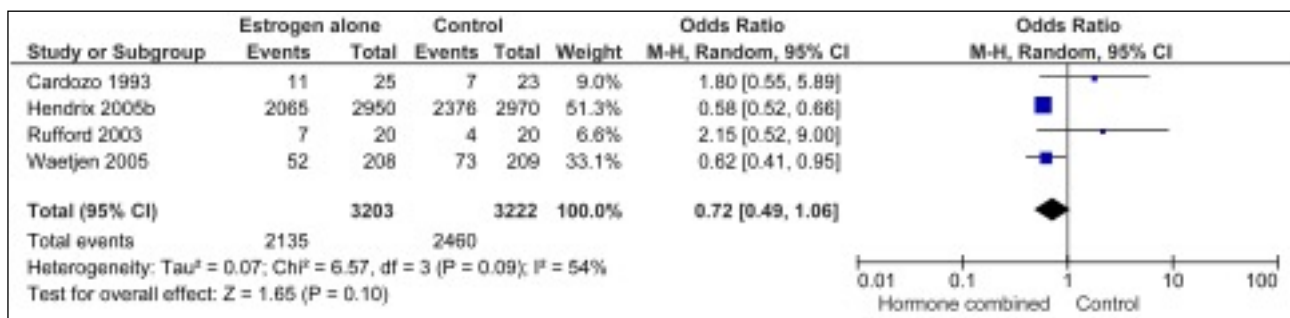 Estrogen alone Control Odds Ratio Odds Ratio
Study or Subgroup Events Total Events Total Weight M-H, Random, 95% CI M-H, Random, 95% CI
Cardozo 1993 11 25 7 23 9.0% 1.80 [0.55, 5.89]
Hendrix 2005b 2065 2950 2376 2970 51.3% 0.58 [0.52, 0.66]
Rufford 2003 7 20 4 20 6.6% 2.15 [0.52, 9.00]
Waetjen 2005 52 208 73 209 33.1% 0.62 [0.41, 0.95]
Total (95% CI) 3203 3222 100.0% 0.72 [0.49, 1.06]
Total events 2135 2460
Heterogeneity: Tau² = 0.07; Chi² = 6.57, df = 3 (P = 0.09); I² = 54%
Test for overall effect: Z = 1.65 (P = 0.10)
0.01 0.1 1 10 100
Hormone combined Control